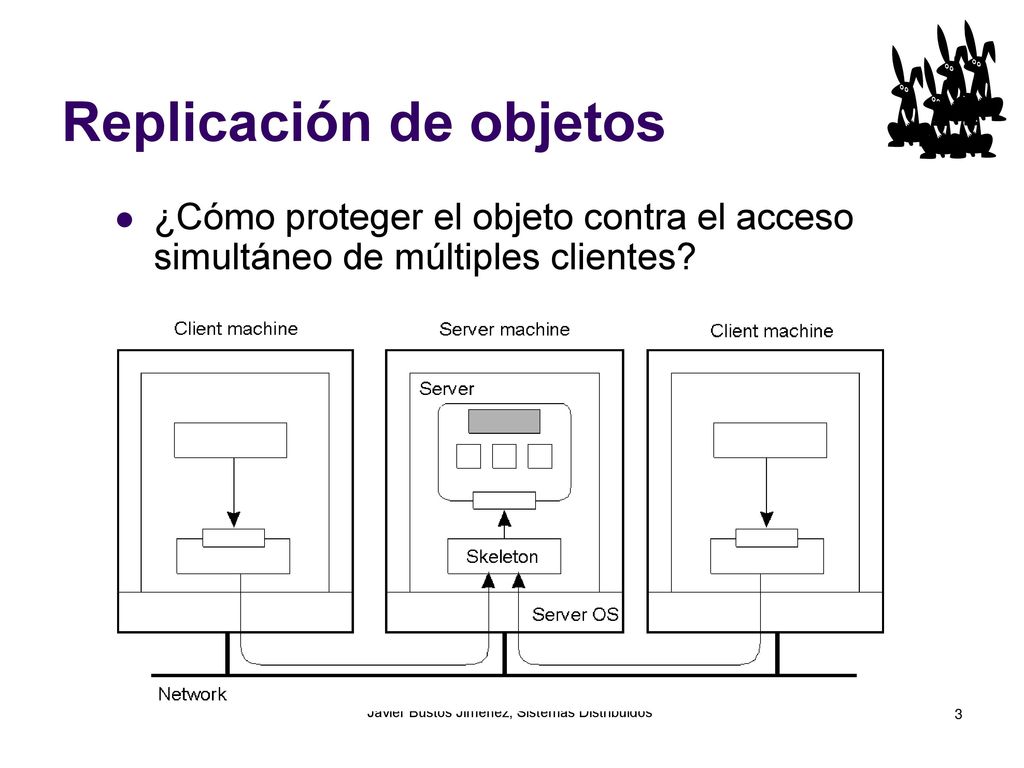 Replicación de objetos
¿Cómo proteger el objeto contra el acceso
simultáneo de múltiples clientes?
Client machine
Server machine
Client machine
Server
Skeleton
Server OS
Network
Javier Bustos Jiménez, Sistemas Distribuidos
3